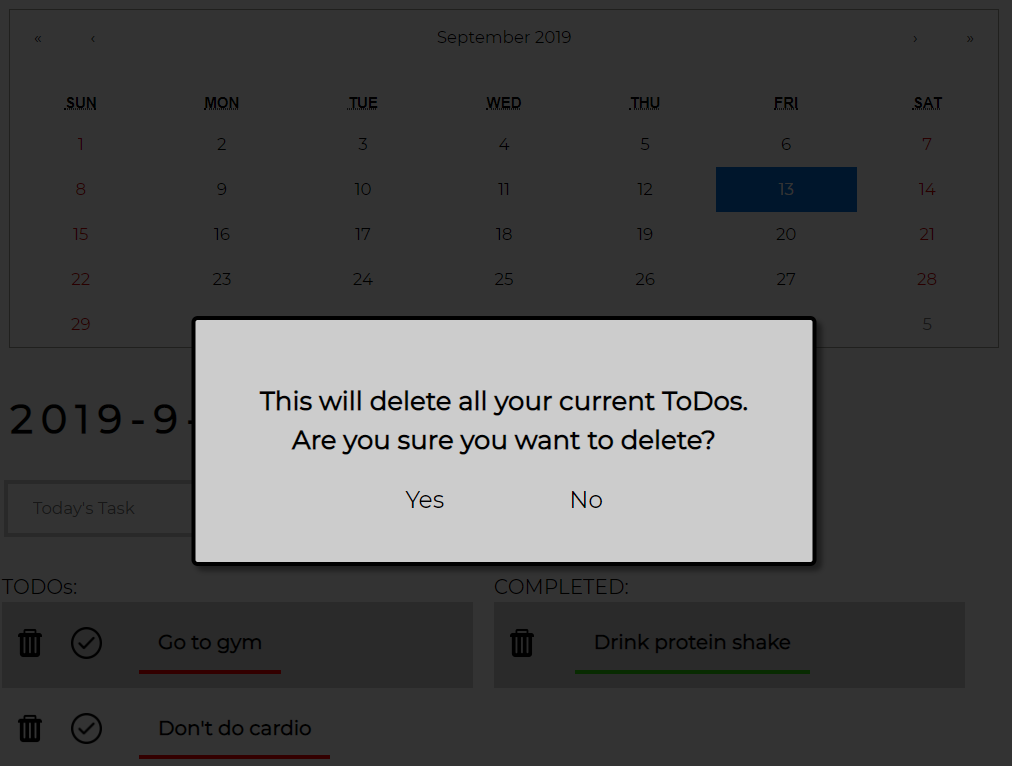 « ‹ September 2019 › »
SUN MON TUE WED THU FRI SAT
1 2 3 4 5 6 7
8 9 10 11 12 13 14
15 16 17 18 19 20 21
22 23 24 25 26 27 28
29 5
This will delete all your current ToDos.
Are you sure you want to delete?
Yes No
2019-9-
Today's Task
TODOs: COMPLETED:
Go to gym Drink protein shake
Don't do cardio